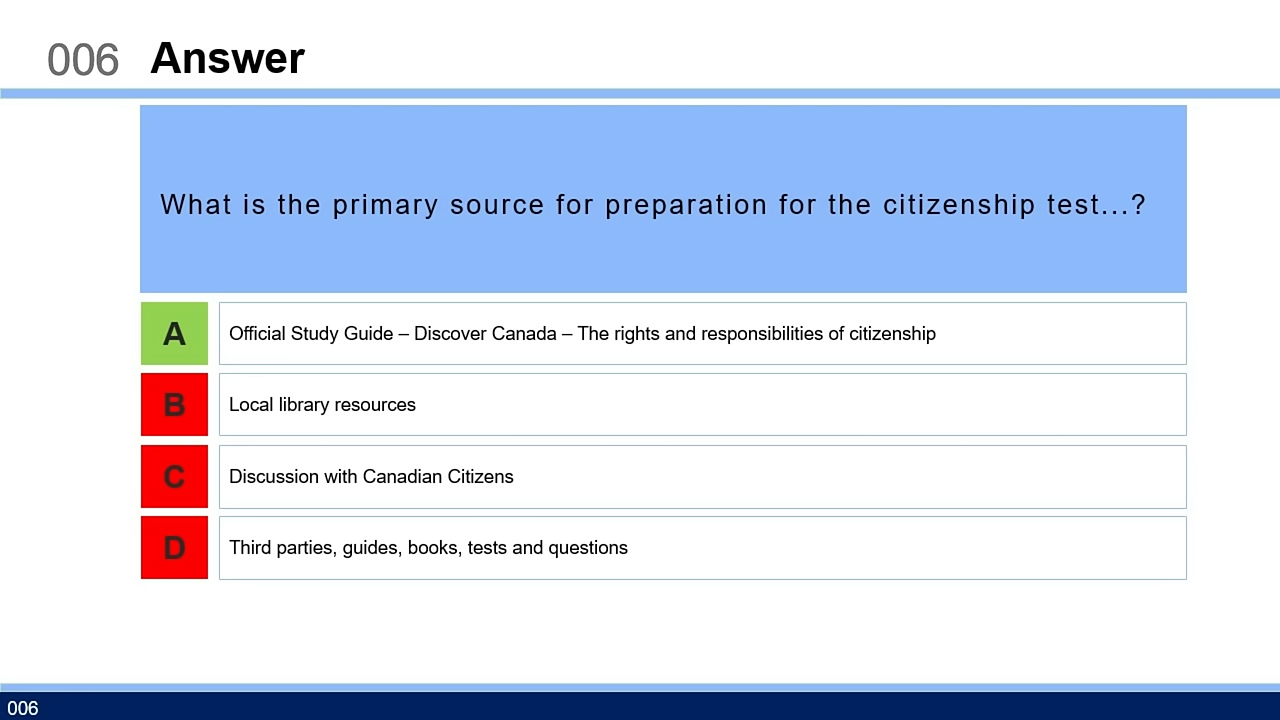 006 Answer
What is the primary source for preparation for the citizenship test...?
A Official Study Guide – Discover Canada – The rights and responsibilities of citizenship
B Local library resources
C Discussion with Canadian Citizens
D Third parties, guides, books, tests and questions
006